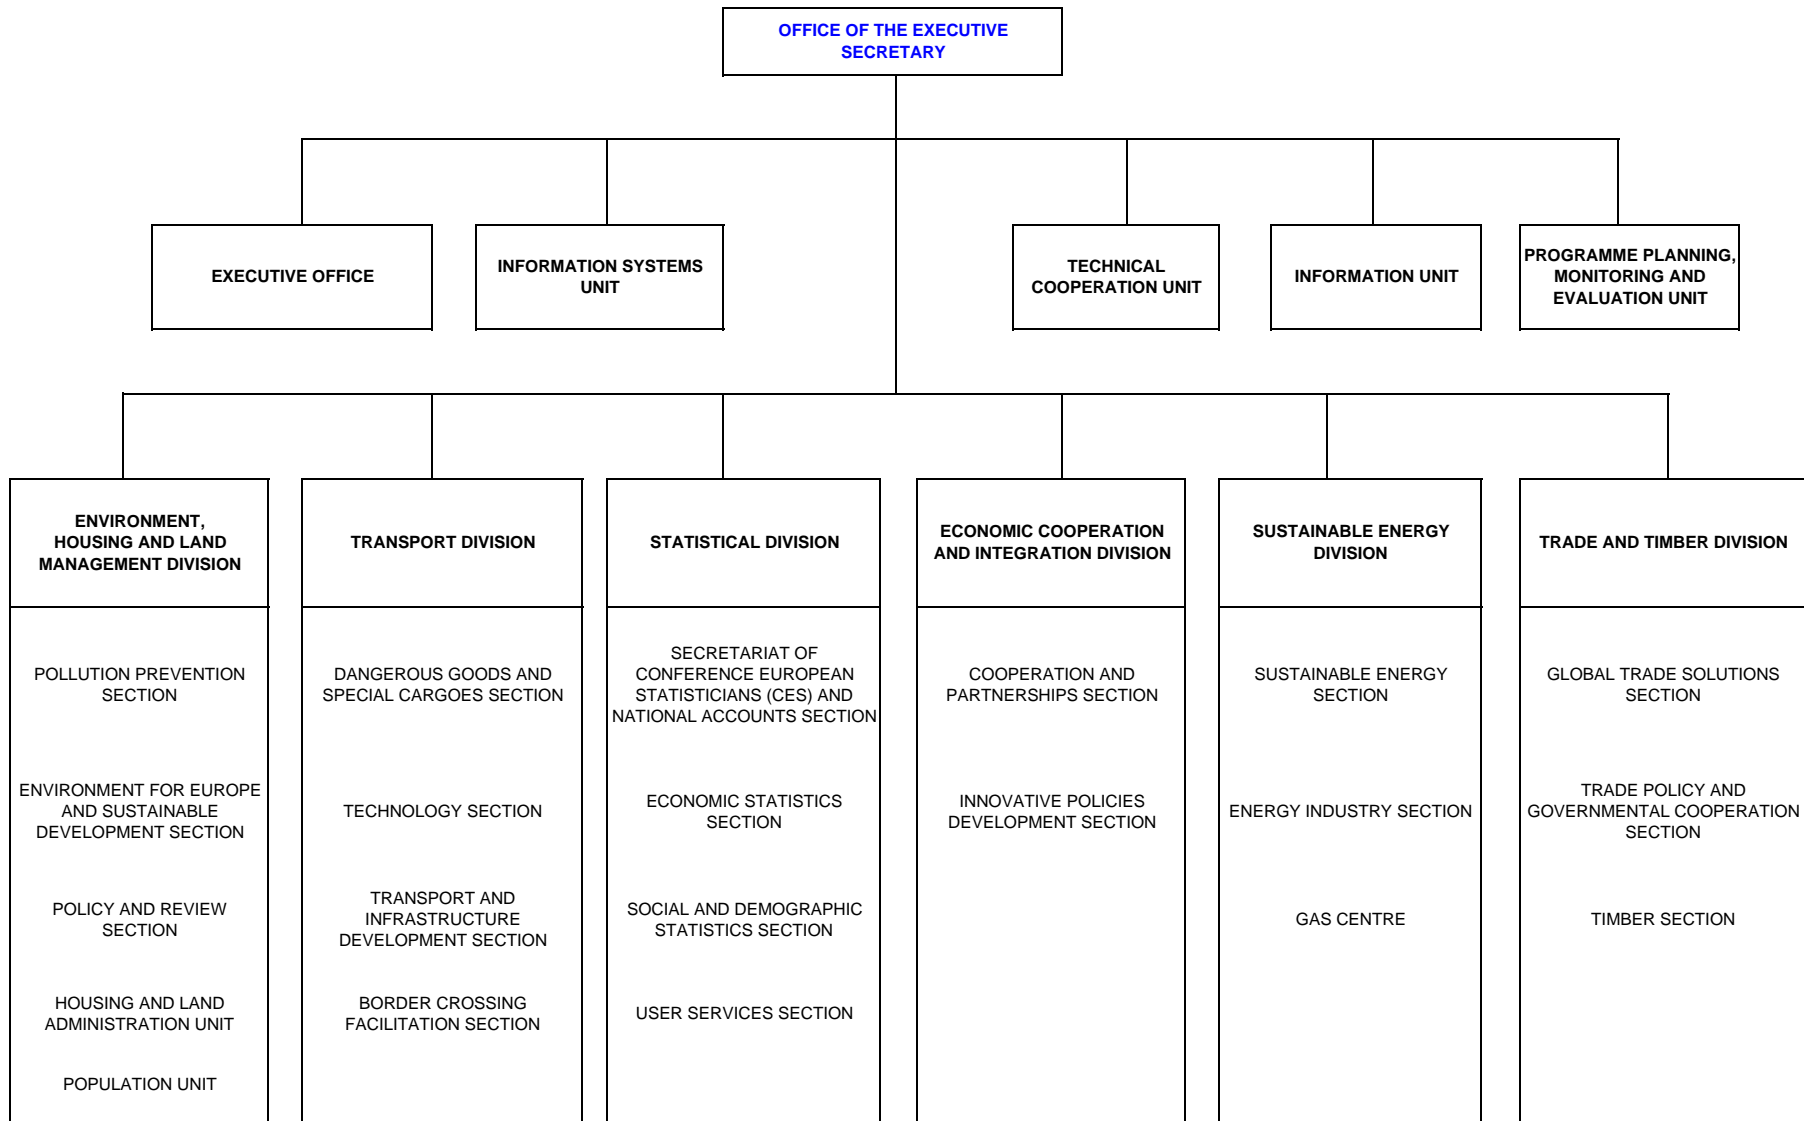 OFFICE OF THE EXECUTIVE
SECRETARY
EXECUTIVE OFFICE
INFORMATION SYSTEMS
UNIT
TECHNICAL
COOPERATION UNIT
INFORMATION UNIT
PROGRAMME PLANNING,
MONITORING AND
EVALUATION UNIT
ENVIRONMENT,
HOUSING AND LAND
MANAGEMENT DIVISION
POLLUTION PREVENTION
SECTION
ENVIRONMENT FOR EUROPE
AND SUSTAINABLE
DEVELOPMENT SECTION
POLICY AND REVIEW
SECTION
HOUSING AND LAND
ADMINISTRATION UNIT
POPULATION UNIT
TRANSPORT DIVISION
DANGEROUS GOODS AND
SPECIAL CARGOES SECTION
TECHNOLOGY SECTION
TRANSPORT AND
INFRASTRUCTURE
DEVELOPMENT SECTION
BORDER CROSSING
FACILITATION SECTION
STATISTICAL DIVISION
SECRETARIAT OF
CONFERENCE EUROPEAN
STATISTICIANS (CES) AND
NATIONAL ACCOUNTS SECTION
ECONOMIC STATISTICS
SECTION
SOCIAL AND DEMOGRAPHIC
STATISTICS SECTION
USER SERVICES SECTION
ECONOMIC COOPERATION
AND INTEGRATION DIVISION
COOPERATION AND
PARTNERSHIPS SECTION
INNOVATIVE POLICIES
DEVELOPMENT SECTION
SUSTAINABLE ENERGY
DIVISION
SUSTAINABLE ENERGY
SECTION
ENERGY INDUSTRY SECTION
GAS CENTRE
TRADE AND TIMBER DIVISION
GLOBAL TRADE SOLUTIONS
SECTION
TRADE POLICY AND
GOVERNMENTAL COOPERATION
SECTION
TIMBER SECTION